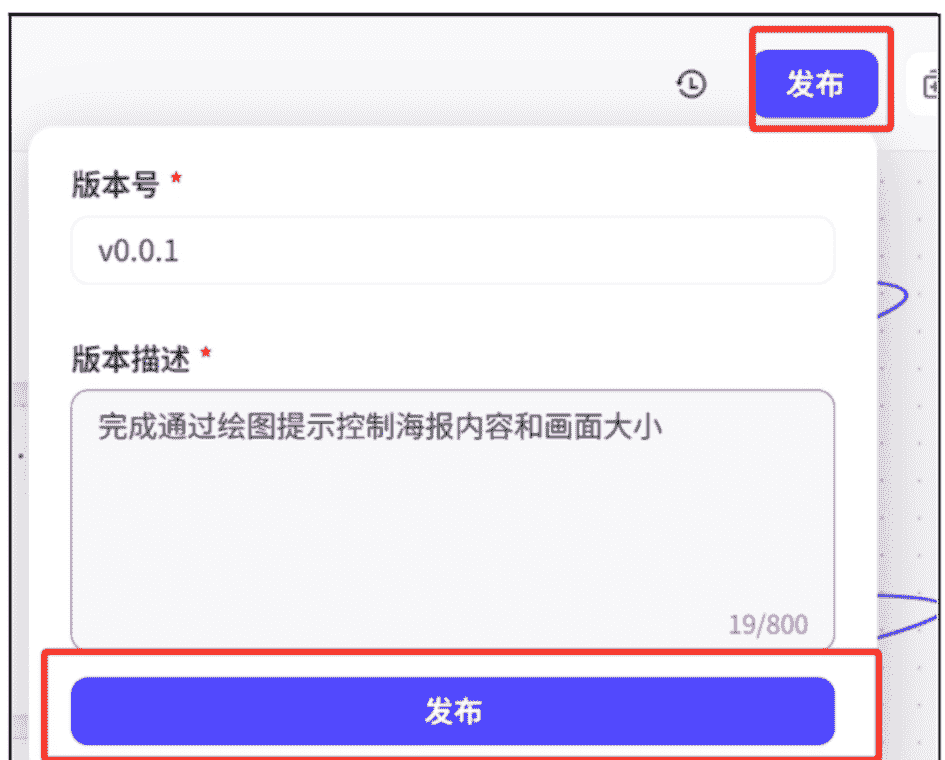 发布
版本号 *
v0.0.1
版本描述 *
完成通过绘图提示控制海报内容和画面大小
19/800
发布